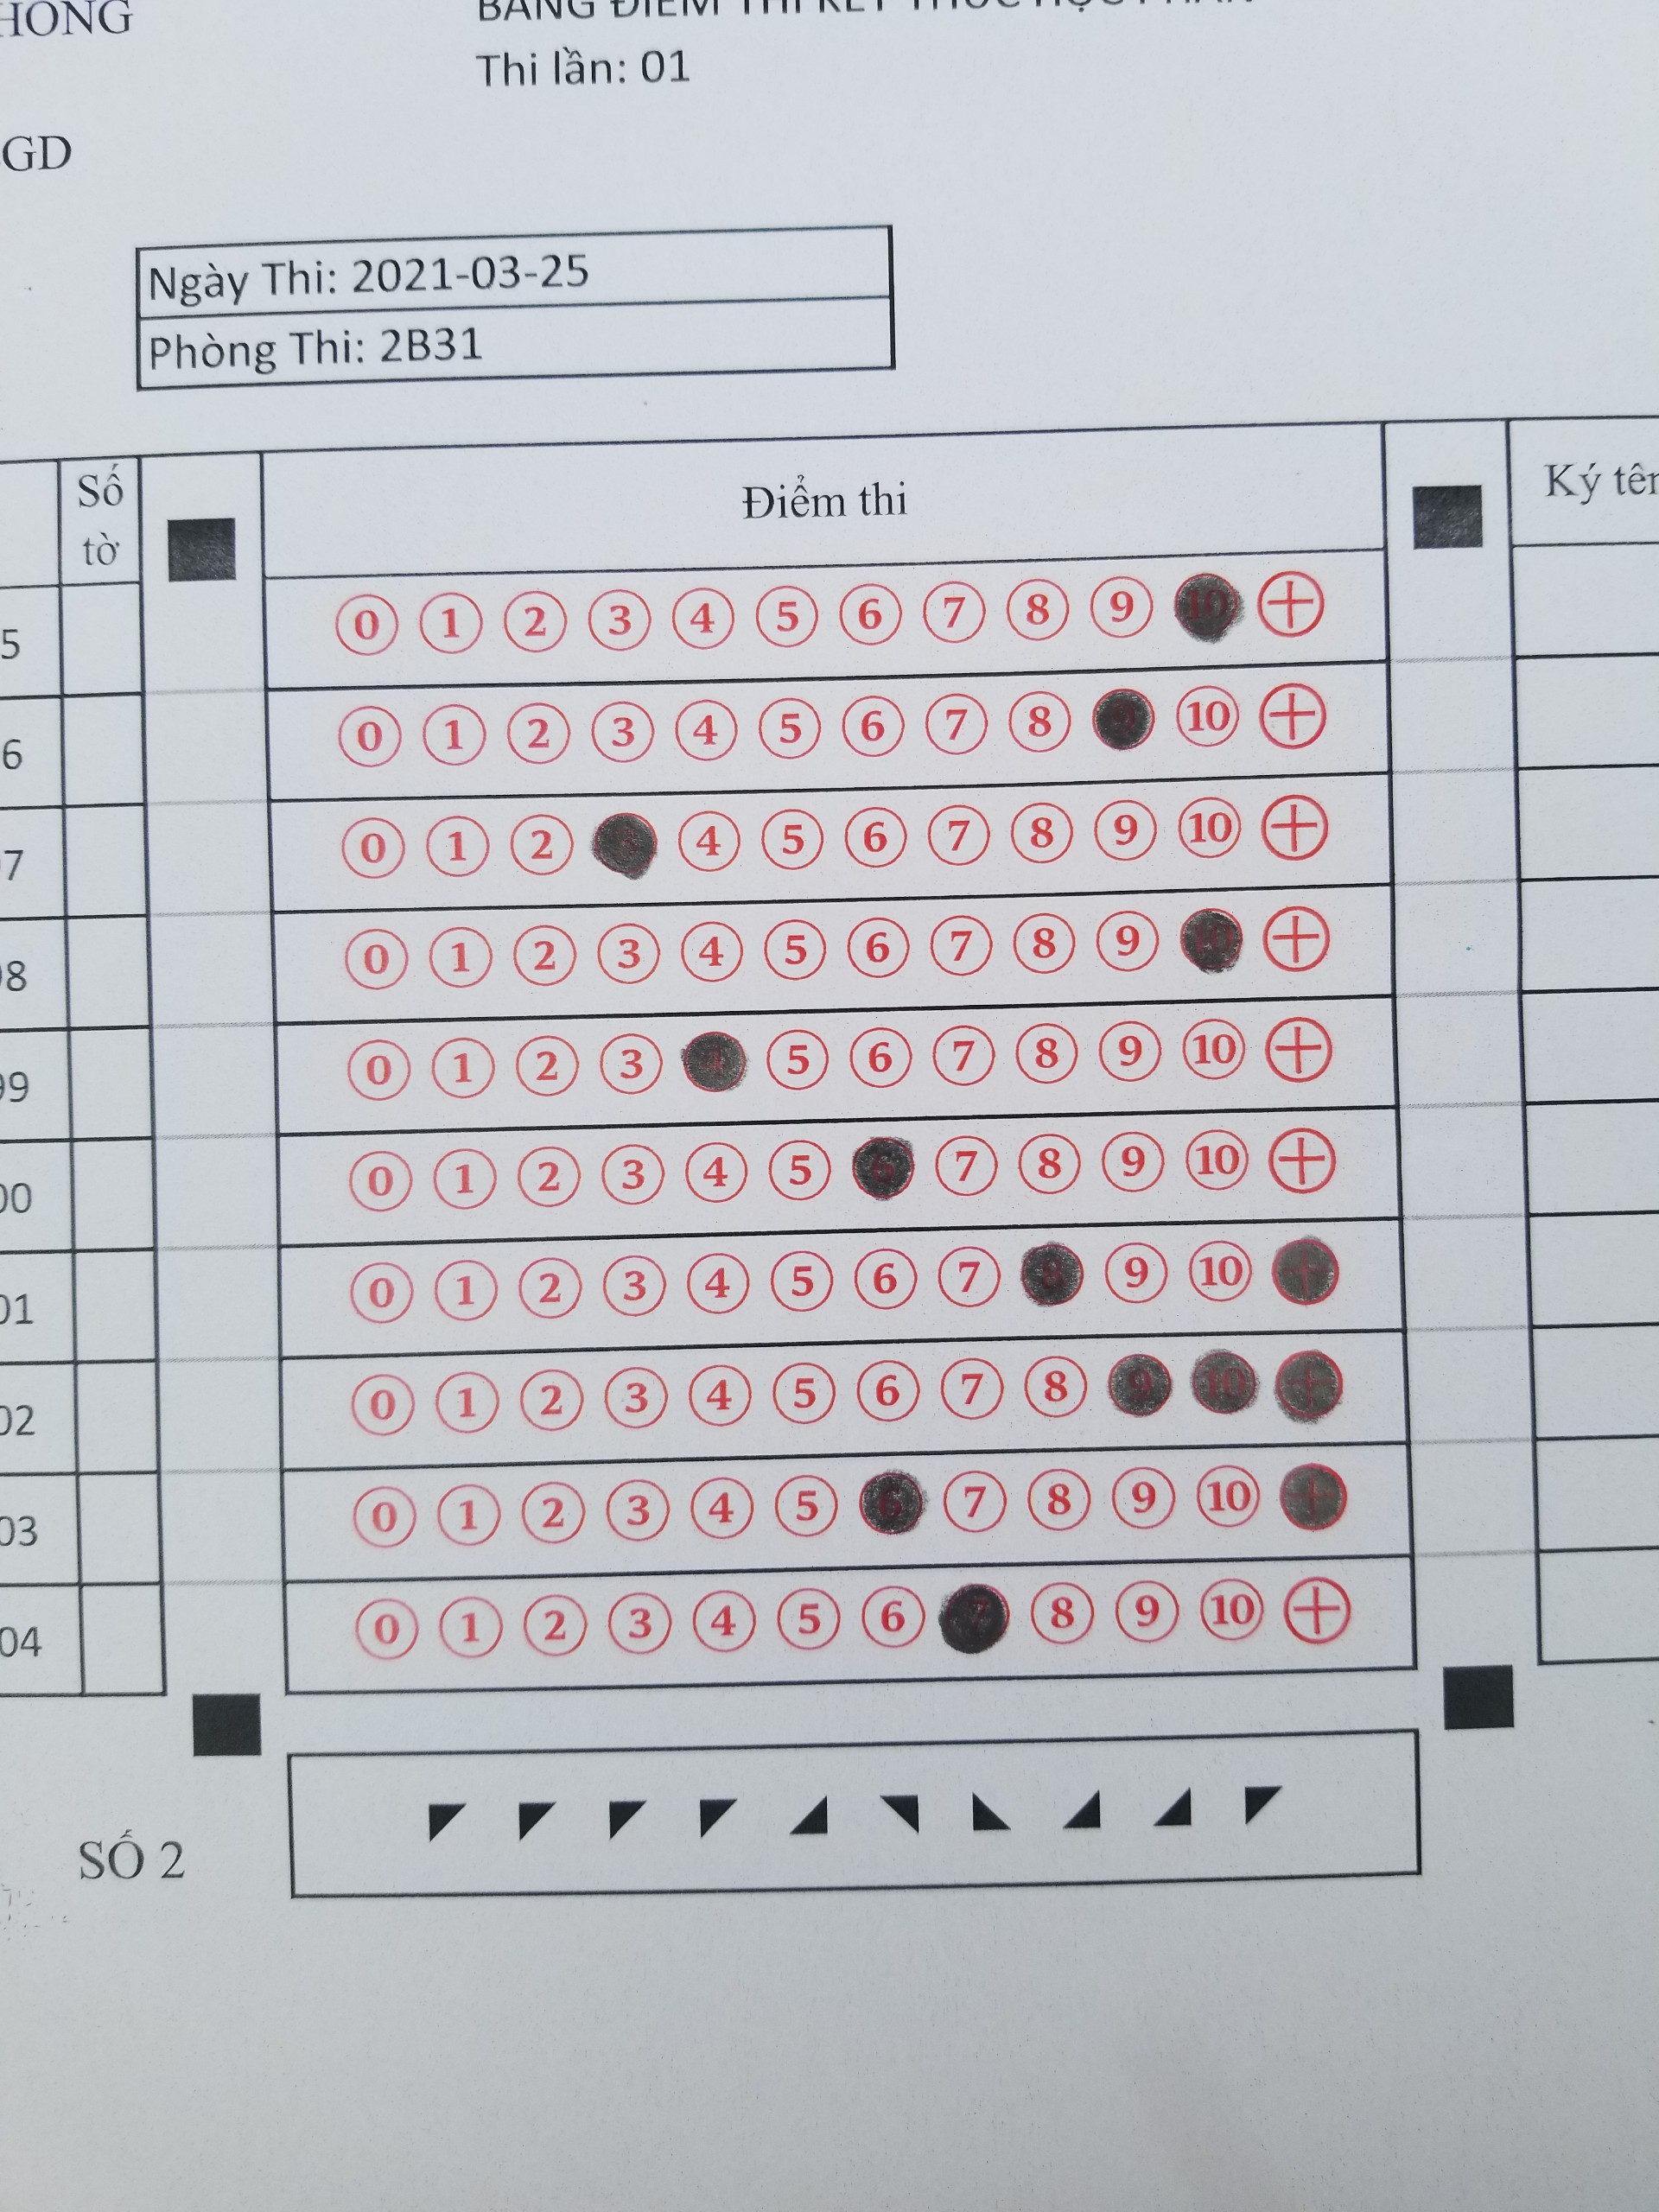 HÒNG
BẢNG ĐIỂM THI KẾT THÚC HỌC PHẦN
Thi lần: 01
GD
Ngày Thi: 2021-03-25
Phòng Thi: 2B31
Số tờ Điểm thi Ký tên
5 0 1 2 3 4 5 6 7 8 9 10 +
6 0 1 2 3 4 5 6 7 8 9 10 +
7 0 1 2 3 4 5 6 7 8 9 10 +
98 0 1 2 3 4 5 6 7 8 9 10 +
99 0 1 2 3 4 5 6 7 8 9 10 +
00 0 1 2 3 4 5 6 7 8 9 10 +
01 0 1 2 3 4 5 6 7 8 9 10 +
02 0 1 2 3 4 5 6 7 8 9 10 +
03 0 1 2 3 4 5 6 7 8 9 10 +
04 0 1 2 3 4 5 6 7 8 9 10 +
SỐ 2